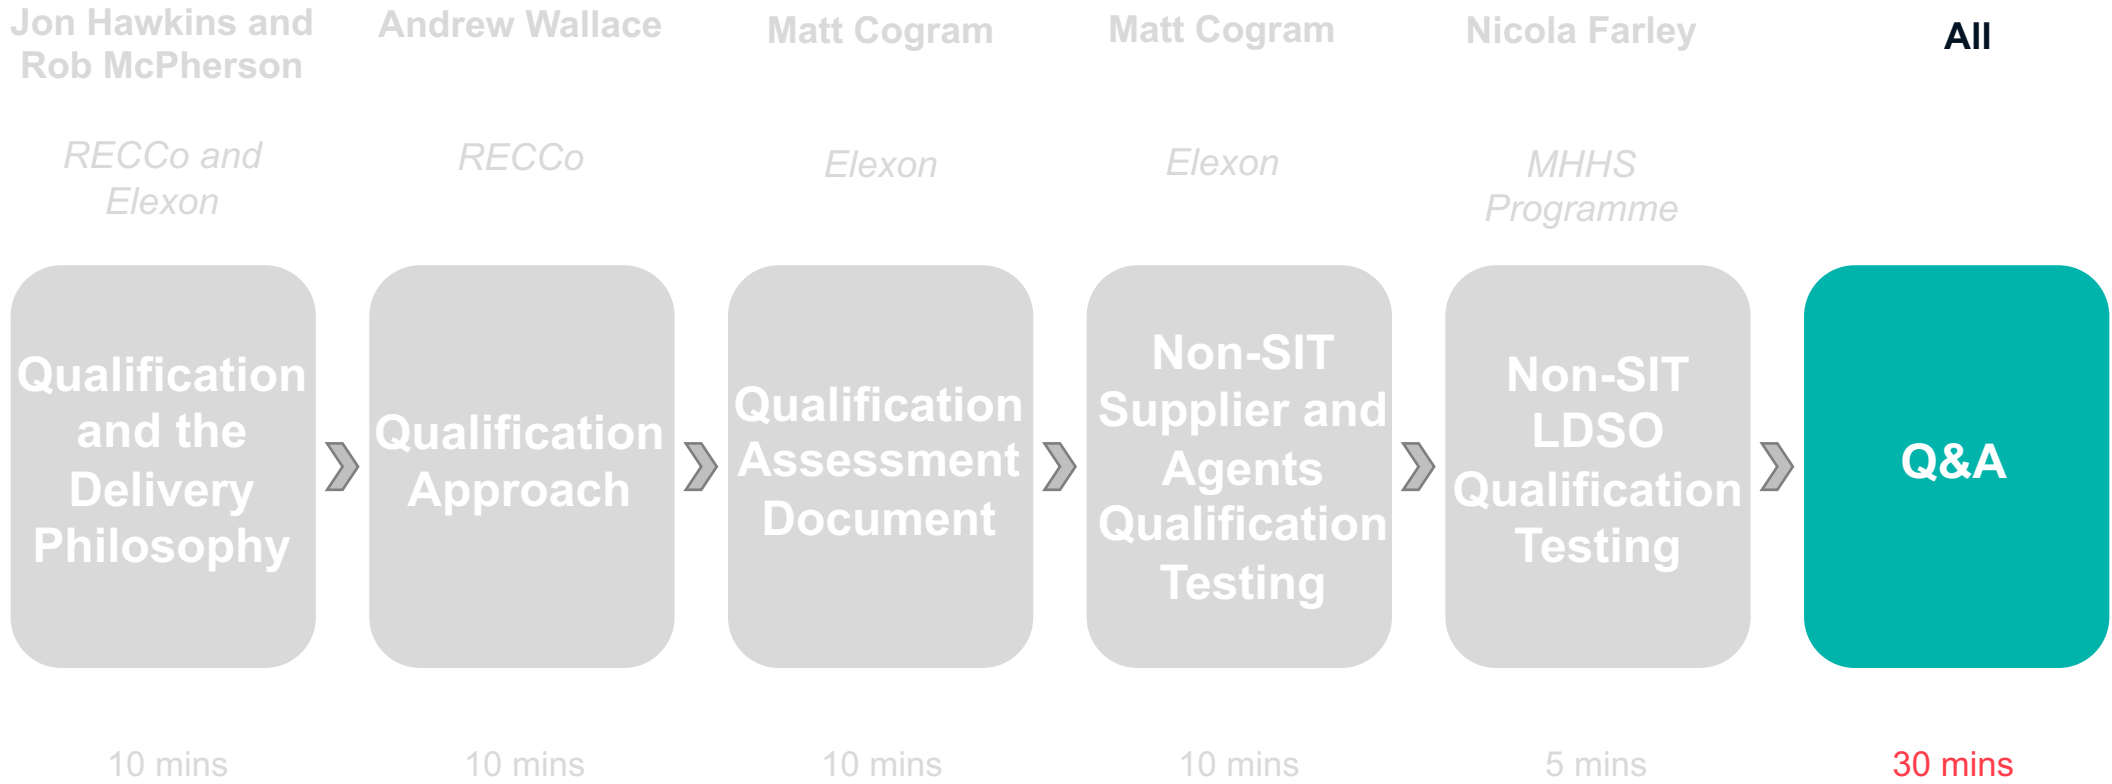 Jon Hawkins and
Rob McPherson
Andrew Wallace
Matt Cogram
Matt Cogram
Nicola Farley
All
RECCo and
Elexon
RECCo
Elexon
Elexon
MHHS
Programme
Qualification
and the
Delivery
Philosophy
Qualification
Approach
Qualification
Assessment
Document
Non-SIT
Supplier and
Agents
Qualification
Testing
Non-SIT
LDSO
Qualification
Testing
Q&A
10 mins
10 mins
10 mins
10 mins
5 mins
30 mins